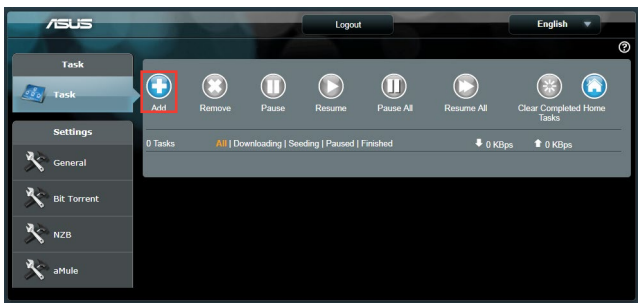 ASUS
Logout
English
?
Task
Task
Add
Remove
Pause
Resume
Pause All
Resume All
Clear Completed Tasks
Home
0 Tasks
All | Downloading | Seeding | Paused | Finished
0 KBps
0 KBps
Settings
General
Bit Torrent
NZB
aMule